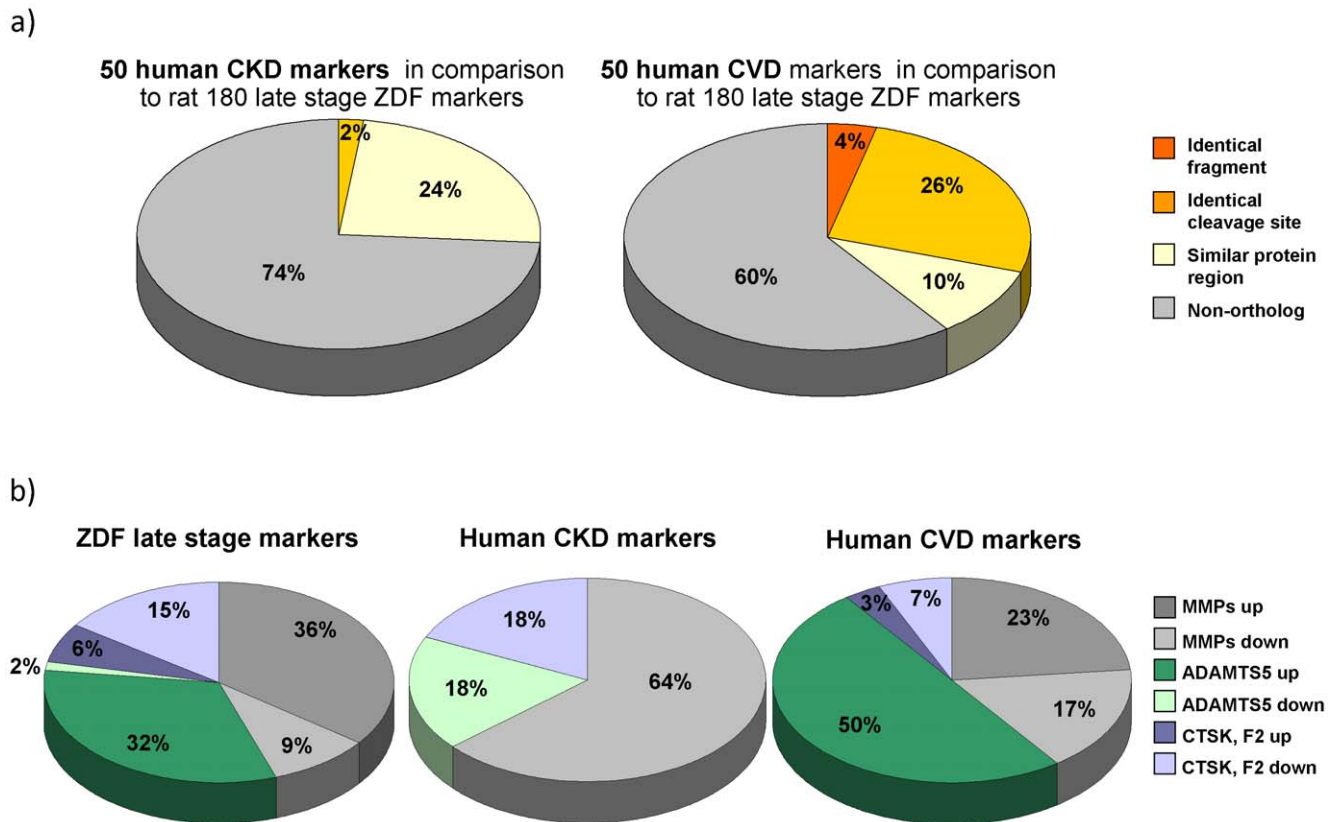 a)
50 human CKD markers in comparison
to rat 180 late stage ZDF markers
50 human CVD markers in comparison
to rat 180 late stage ZDF markers
2%
24%
74%
4%
26%
10%
60%
Identical
fragment
Identical
cleavage site
Similar protein
region
Non-ortholog
b)
ZDF late stage markers
Human CKD markers
Human CVD markers
15%
36%
6%
2%
32%
9%
18%
18%
64%
3%
7%
23%
50%
17%
MMPs up
MMPs down
ADAMTS5 up
ADAMTS5 down
CTSK, F2 up
CTSK, F2 down